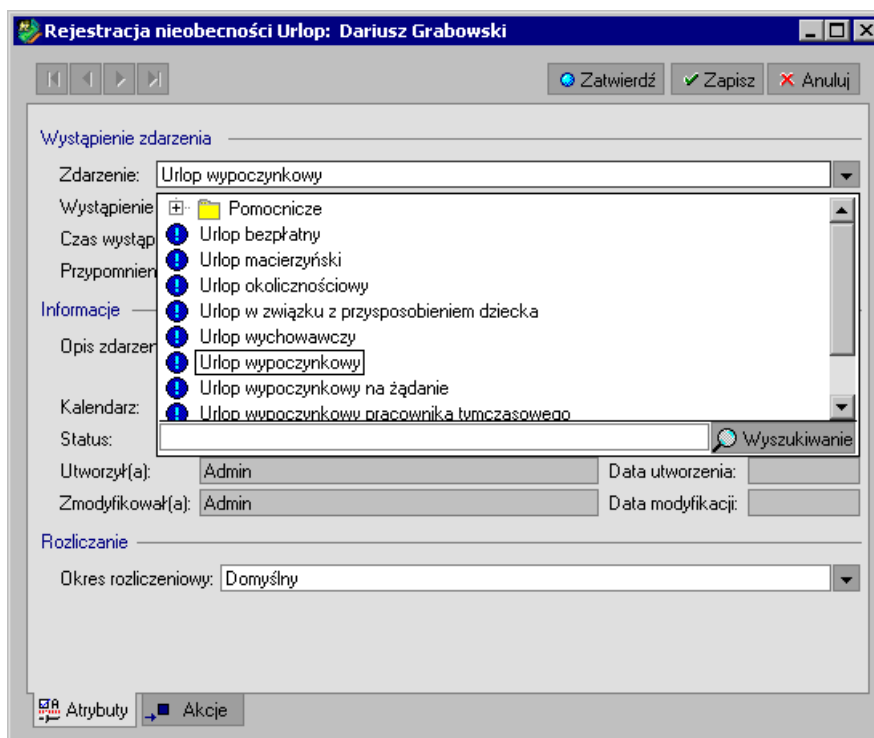 Rejestracja nieobecności Urlop: Dariusz Grabowski
Zatwierdź Zapisz Anuluj
Wystąpienie zdarzenia
Zdarzenie: Urlop wypoczynkowy
Wystąpienie
Pomocnicze
Czas wystąp
Urlop bezpłatny
Przypomnien
Urlop macierzyński
Urlop okolicznościowy
Informacje
Urlop w związku z przysposobieniem dziecka
Opis zdarzen
Urlop wychowawczy
Urlop wypoczynkowy
Urlop wypoczynkowy na żądanie
Kalendarz:
Urlop wypoczynkowy pracownika tymczasowego
Status:
Wyszukiwanie
Utworzył(a): Admin Data utworzenia:
Zmodyfikował(a): Admin Data modyfikacji:
Rozliczanie
Okres rozliczeniowy: Domyślny
Atrybuty Akcje